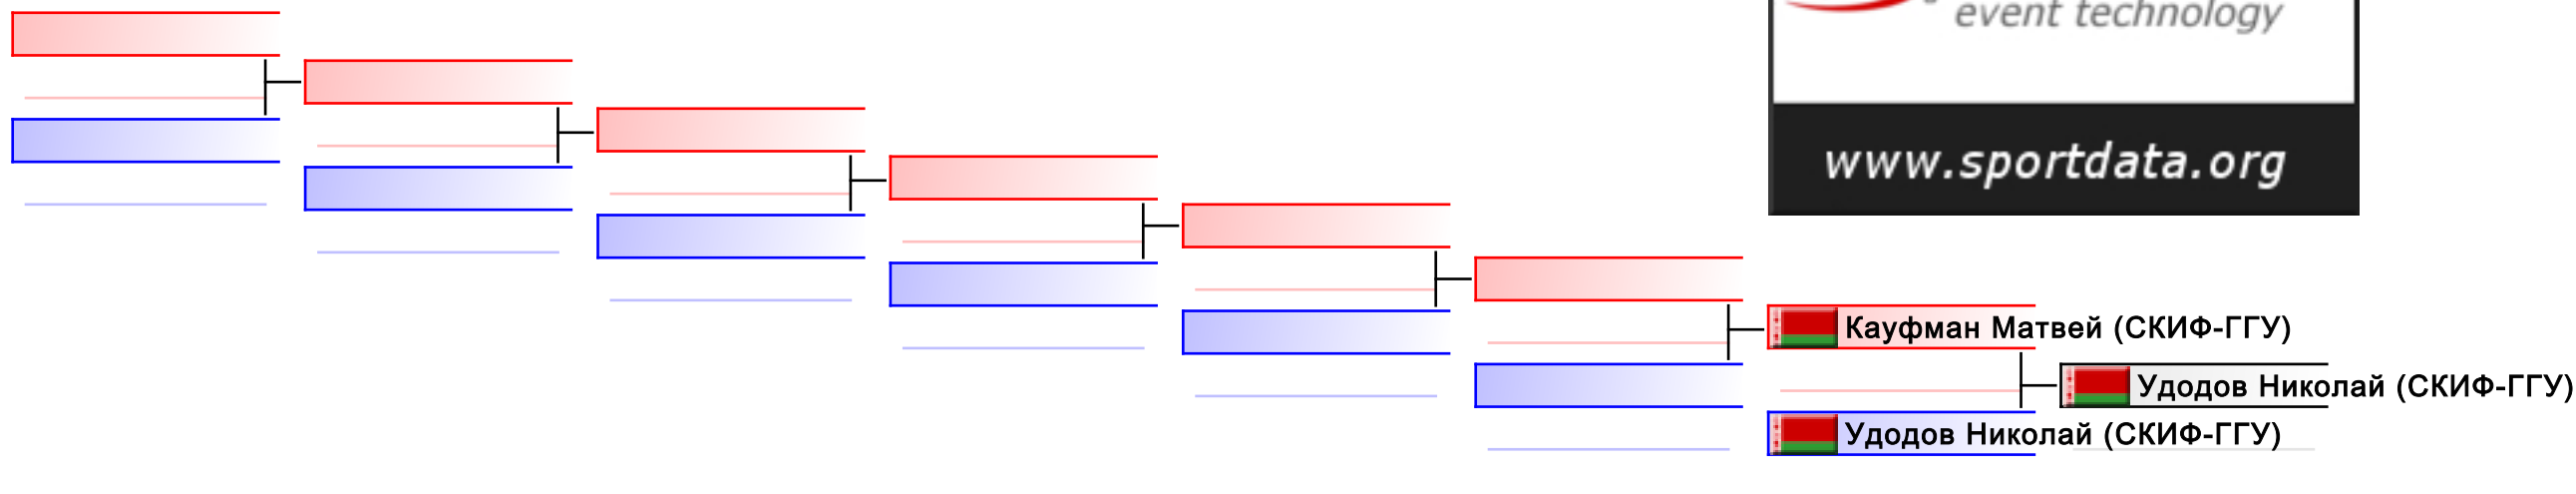 event technology
www.sportdata.org
Кауфман Матвей (СКИФ-ГГУ)
Удодов Николай (СКИФ-ГГУ)
Удодов Николай (СКИФ-ГГУ)